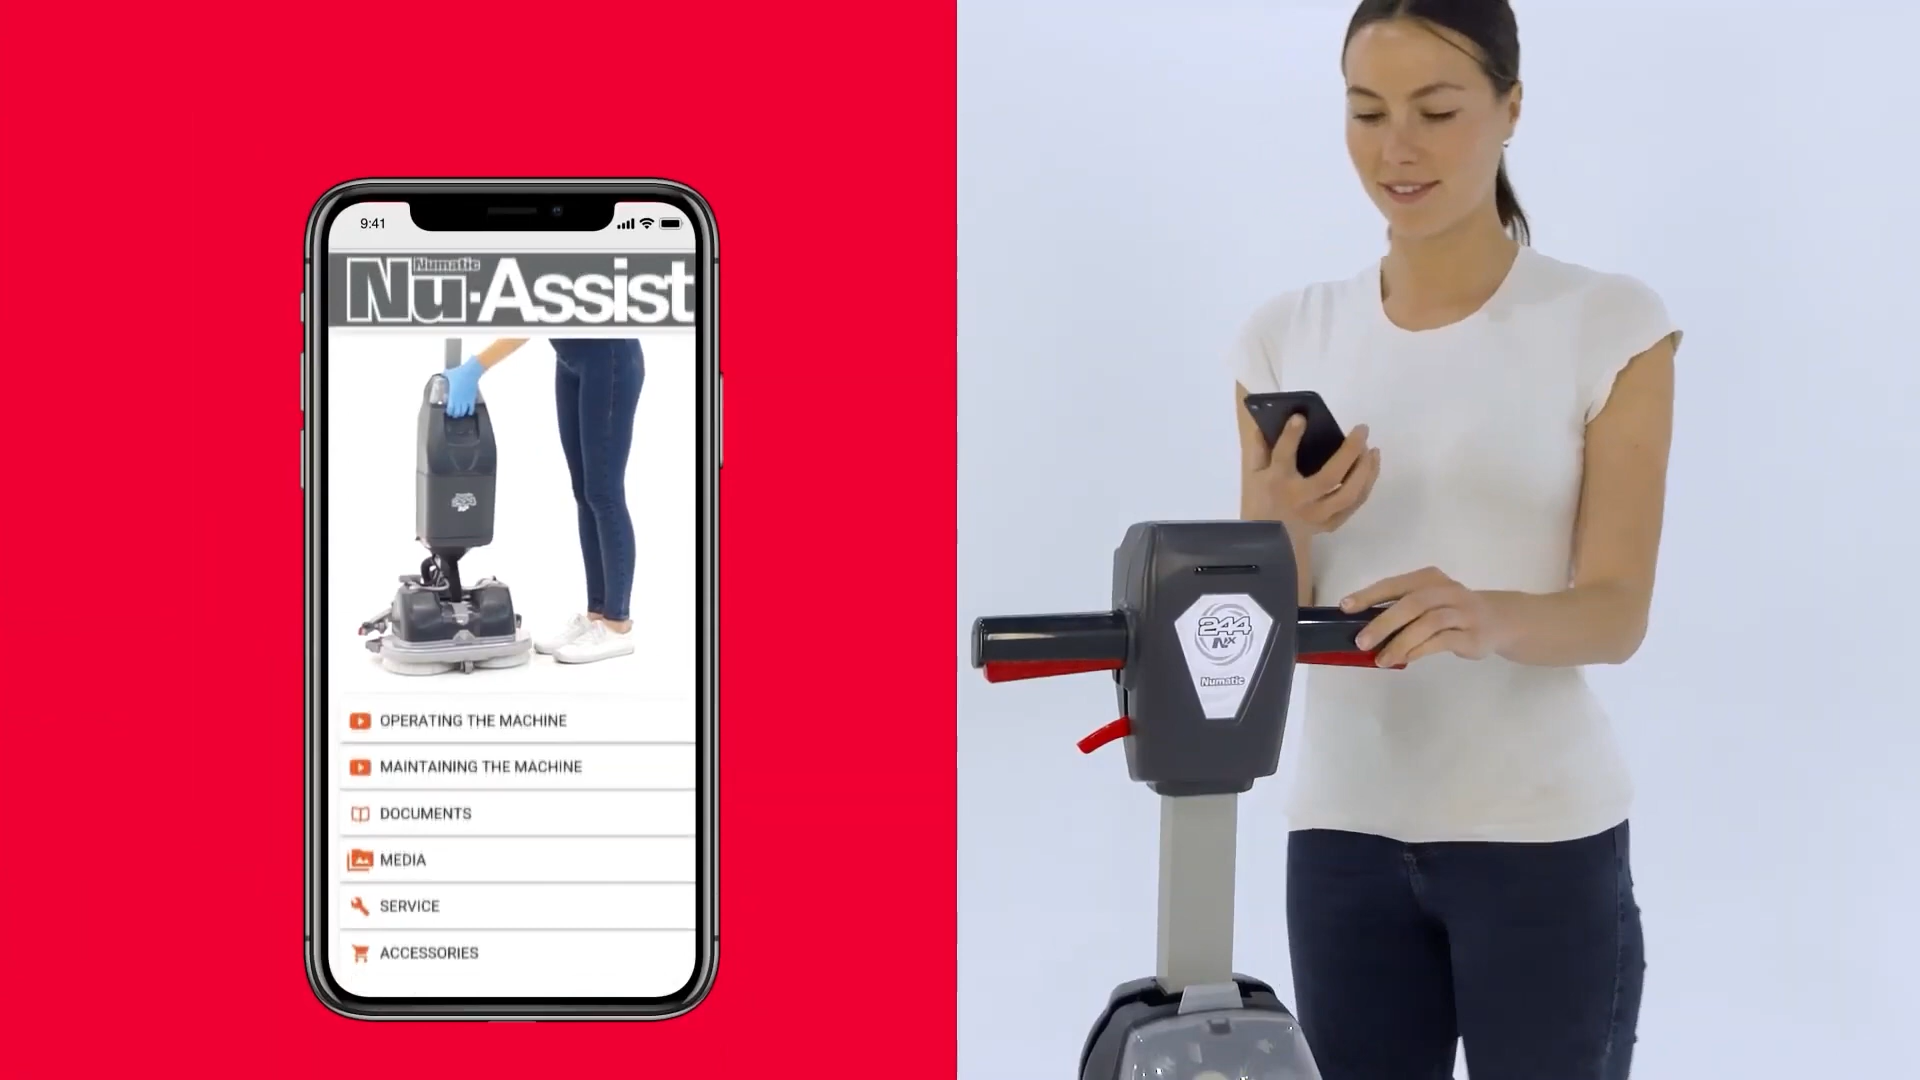 9:41
Numatic
Nu-Assist
OPERATING THE MACHINE
MAINTAINING THE MACHINE
DOCUMENTS
MEDIA
SERVICE
ACCESSORIES
244
NX
Numatic